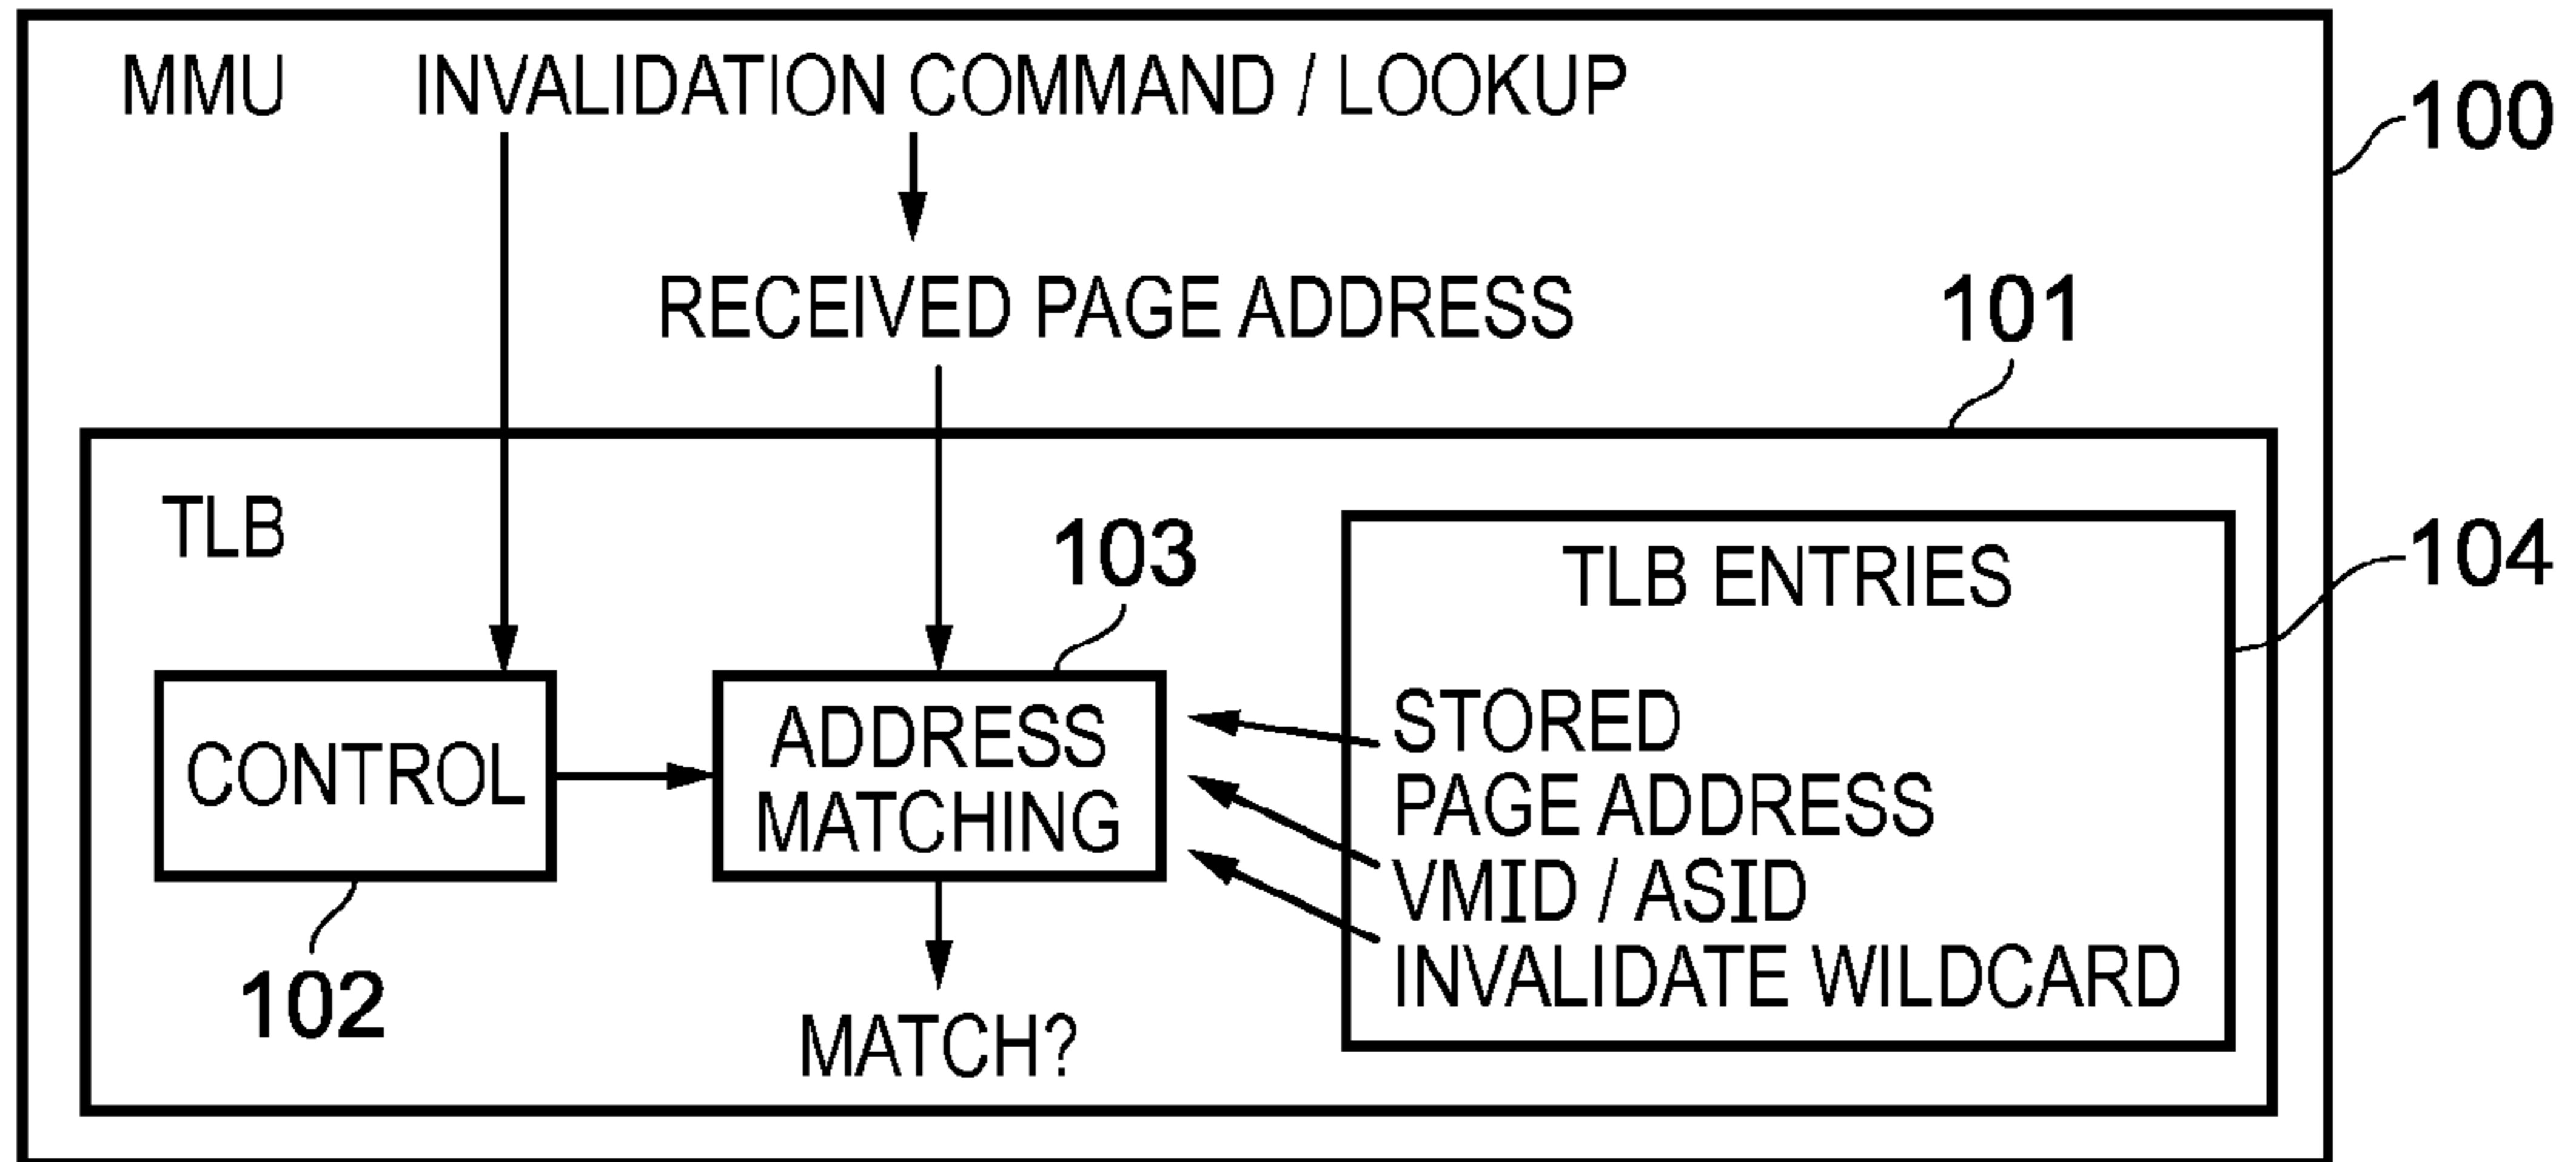 MMU
INVALIDATION COMMAND / LOOKUP
100
RECEIVED PAGE ADDRESS
101
TLB
103
TLB ENTRIES
104
CONTROL
ADDRESS
MATCHING
STORED
PAGE ADDRESS
VMID / ASID
INVALIDATE WILDCARD
102
MATCH?